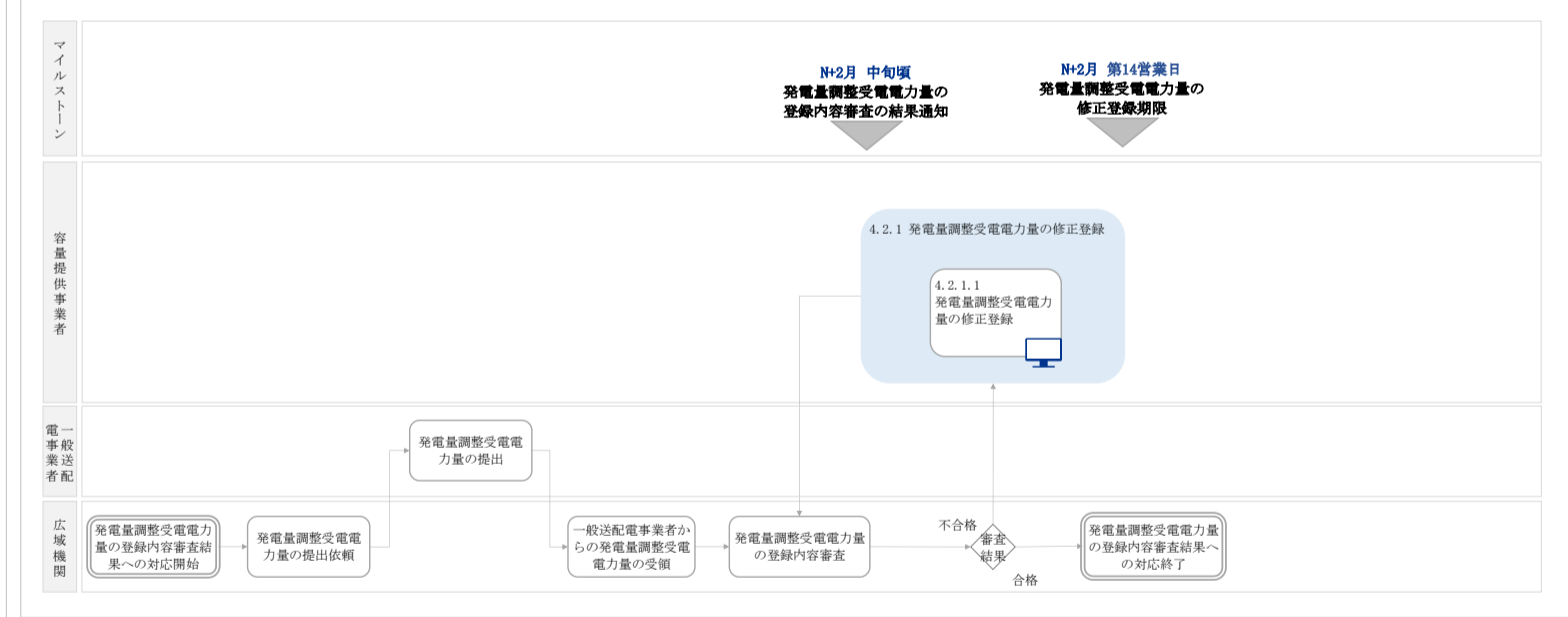 マイルストーン
N+2月 中旬頃
発電量調整受電電力量の
登録内容審査の結果通知
N+2月 第14営業日
発電量調整受電電力量の
修正登録期限
容量提供事業者
4.2.1 発電量調整受電電力量の修正登録
4.2.1.1
発電量調整受電電力
量の修正登録
一般送配
電事業者
発電量調整受電電
力量の提出
広域機関
発電量調整受電電力
量の登録内容審査結
果への対応開始
発電量調整受電電
力量の提出依頼
一般送配電事業者か
らの発電量調整受電
電力量の受領
発電量調整受電電力量
の登録内容審査
不合格
審査
結果
合格
発電量調整受電電力量
の登録内容審査結果へ
の対応終了